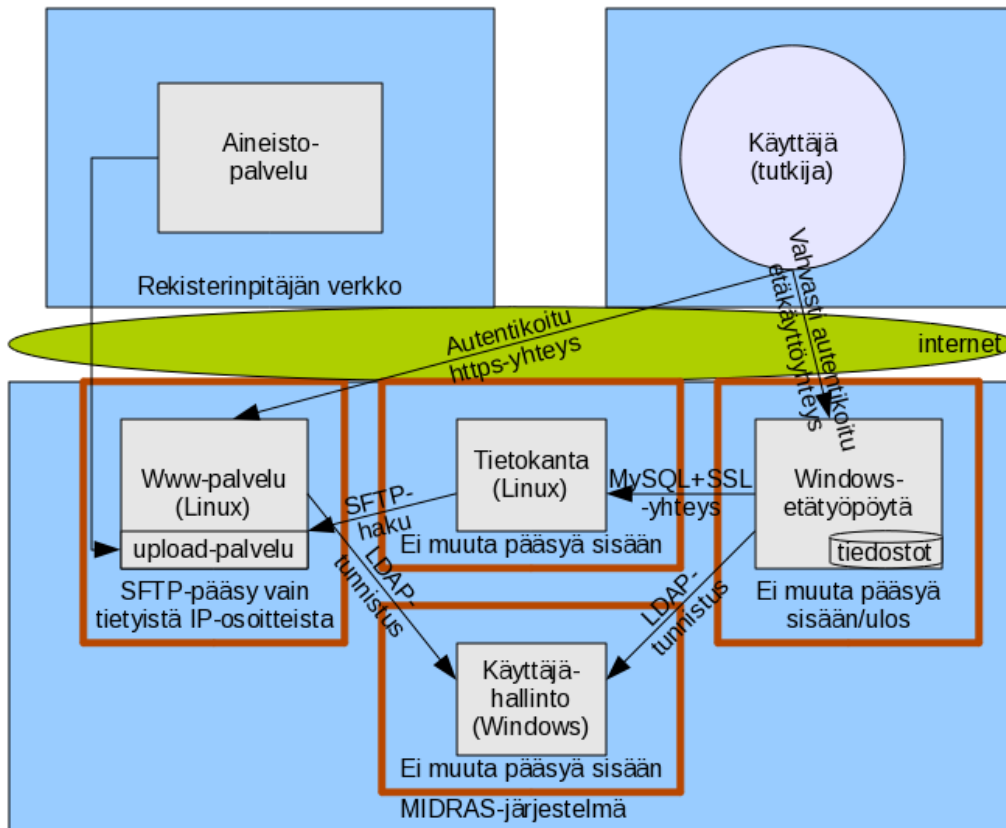 Aineisto-
palvelu
Rekisterinpitäjän verkko
Käyttäjä
(tutkija)
Vahvasti autentikoitu
etäkäyttöyhteys
Autentikoitu
https-yhteys
internet
Www-palvelu
(Linux)
upload-palvelu
SFTP-pääsy vain
tietyistä IP-osoitteista
SFTP-
haku
Tietokanta
(Linux)
Ei muuta pääsyä sisään
MySQL+SSL
-yhteys
Windows-
etätyöpöytä
tiedostot
Ei muuta pääsyä
sisään/ulos
LDAP-
tunnistus
LDAP-
tunnistus
Käyttäjä-
hallinto
(Windows)
Ei muuta pääsyä sisään
MIDRAS-järjestelmä